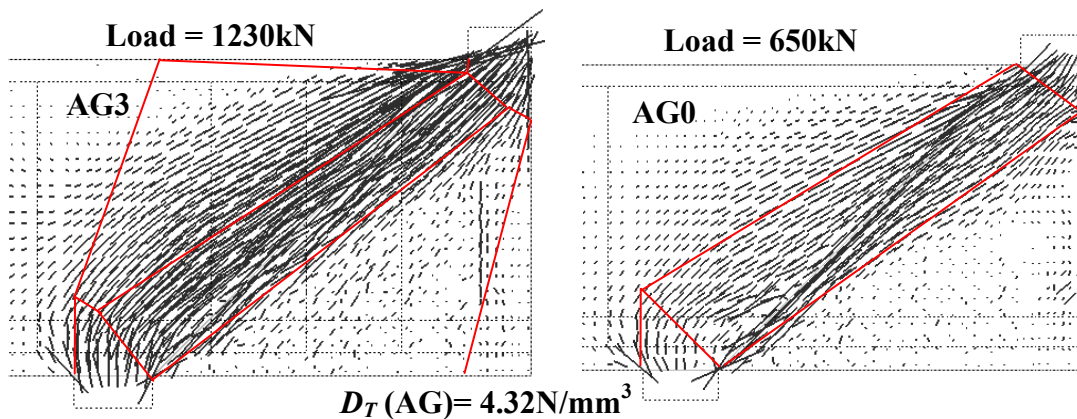 Load = 1230kN
Load = 650kN
AG3
AG0
D_T (AG)= 4.32N/mm³